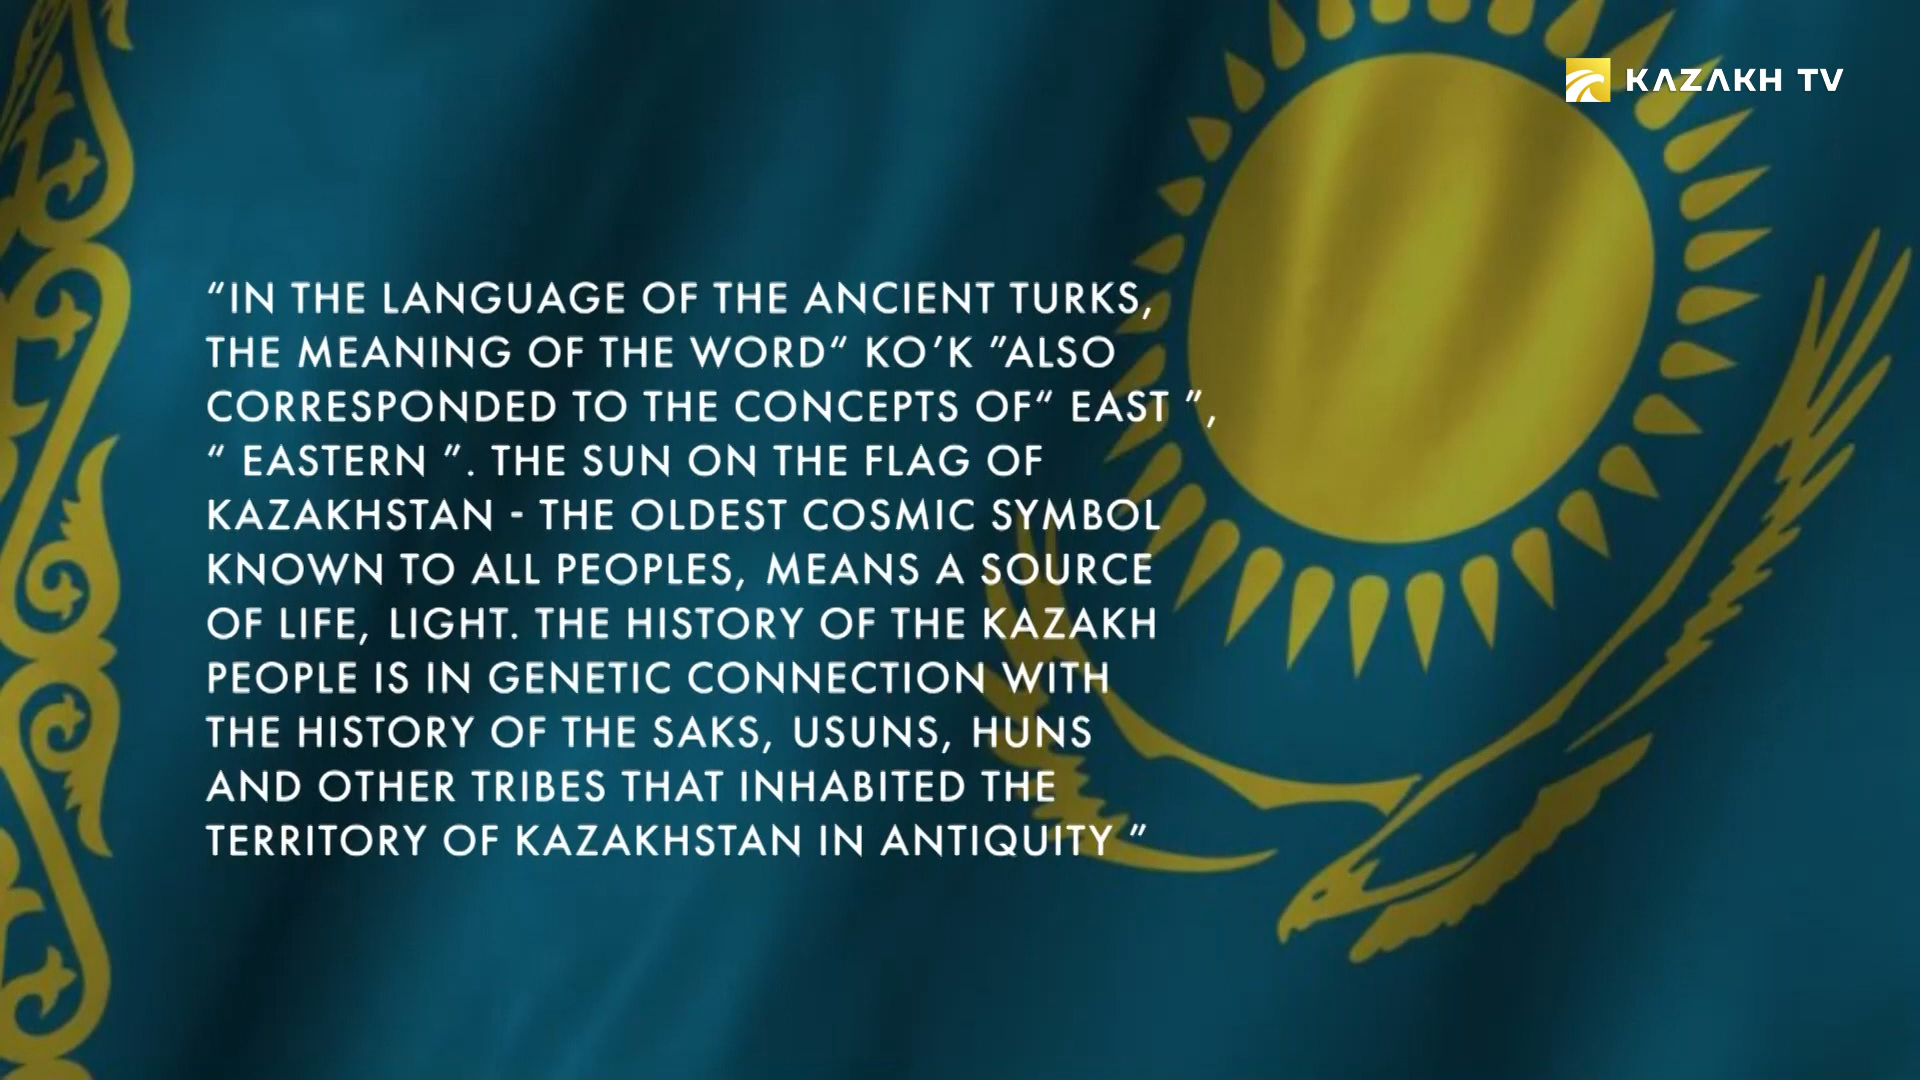 KAZAKH TV
“IN THE LANGUAGE OF THE ANCIENT TURKS,
THE MEANING OF THE WORD“ KO’K ”ALSO
CORRESPONDED TO THE CONCEPTS OF“ EAST ”,
“ EASTERN ”. THE SUN ON THE FLAG OF
KAZAKHSTAN - THE OLDEST COSMIC SYMBOL
KNOWN TO ALL PEOPLES, MEANS A SOURCE
OF LIFE, LIGHT. THE HISTORY OF THE KAZAKH
PEOPLE IS IN GENETIC CONNECTION WITH
THE HISTORY OF THE SAKS, USUNS, HUNS
AND OTHER TRIBES THAT INHABITED THE
TERRITORY OF KAZAKHSTAN IN ANTIQUITY ”